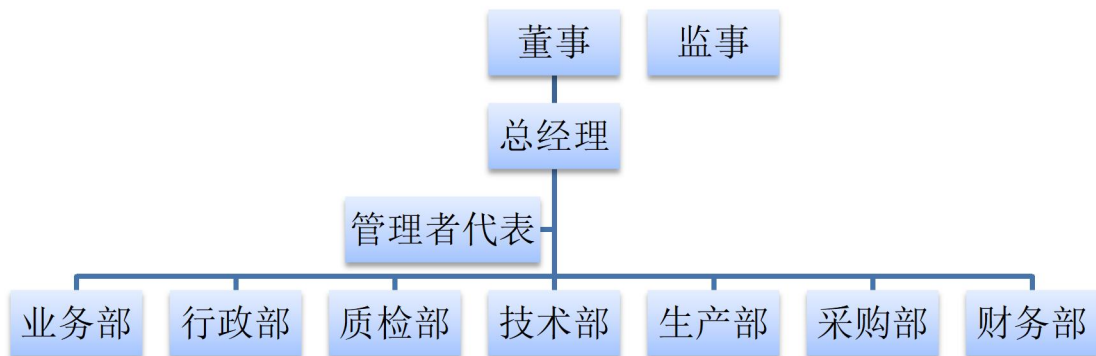 董事 监事
总经理
管理者代表
业务部 行政部 质检部 技术部 生产部 采购部 财务部